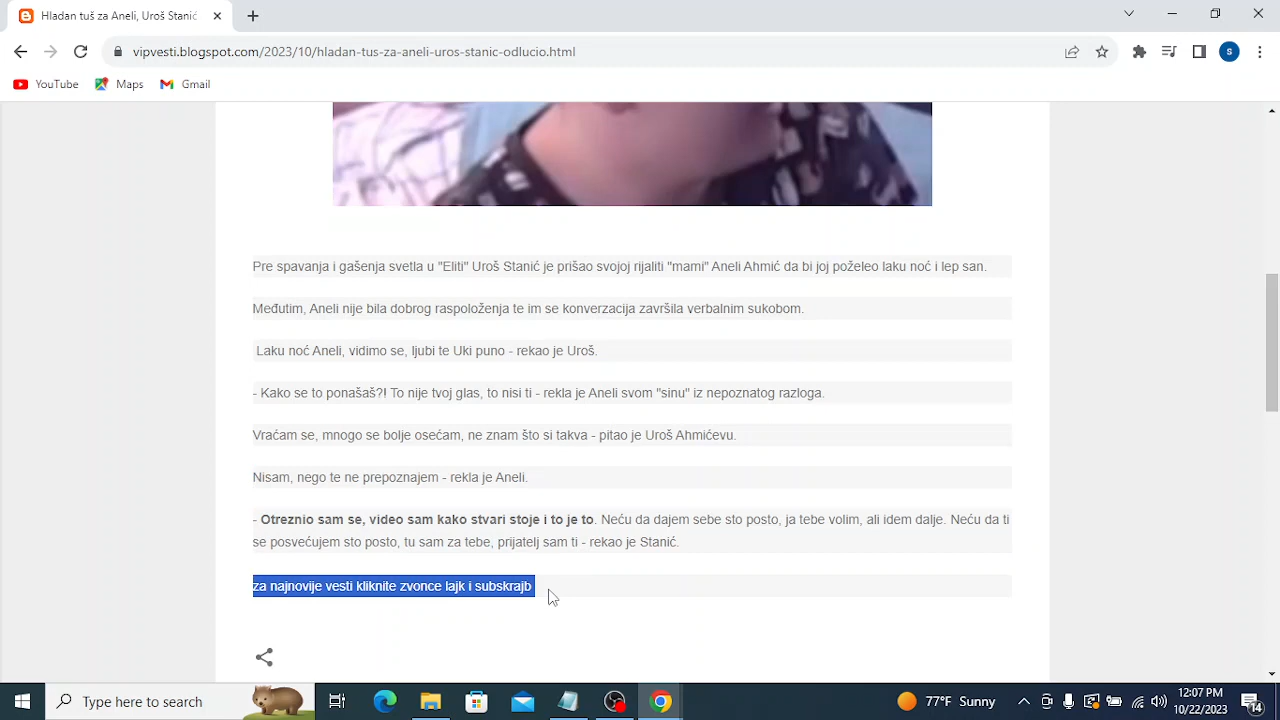 Hladan tuš za Aneli, Uroš Stanić
vipvesti.blogspot.com/2023/10/hladan-tus-za-aneli-uros-stanic-odlucio.html
S
YouTube
Maps
Gmail
Pre spavanja i gašenja svetla u "Eliti" Uroš Stanić je prišao svojoj rijaliti "mami" Aneli Ahmić da bi joj poželeo laku noć i lep san.
Međutim, Aneli nije bila dobrog raspoloženja te im se konverzacija završila verbalnim sukobom.
Laku noć Aneli, vidimo se, ljubi te Uki puno - rekao je Uroš.
- Kako se to ponašaš?! To nije tvoj glas, to nisi ti - rekla je Aneli svom "sinu" iz nepoznatog razloga.
Vraćam se, mnogo se bolje osećam, ne znam što si takva - pitao je Uroš Ahmićevu.
Nisam, nego te ne prepoznajem - rekla je Aneli.
- Otreznio sam se, video sam kako stvari stoje i to je to. Neću da dajem sebe sto posto, ja tebe volim, ali idem dalje. Neću da ti
se posvećujem sto posto, tu sam za tebe, prijatelj sam ti - rekao je Stanić.
za najnovije vesti kliknite zvonce lajk i subskrajb
Type here to search
77°F Sunny
12:07 PM
10/22/2023
14